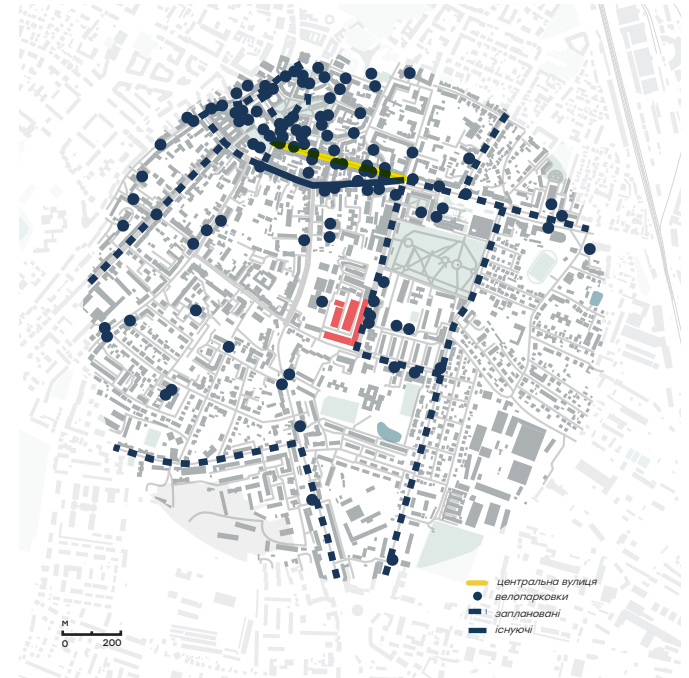 центральна вулиця
велопарковки
заплановані
існуючі
М
0 200